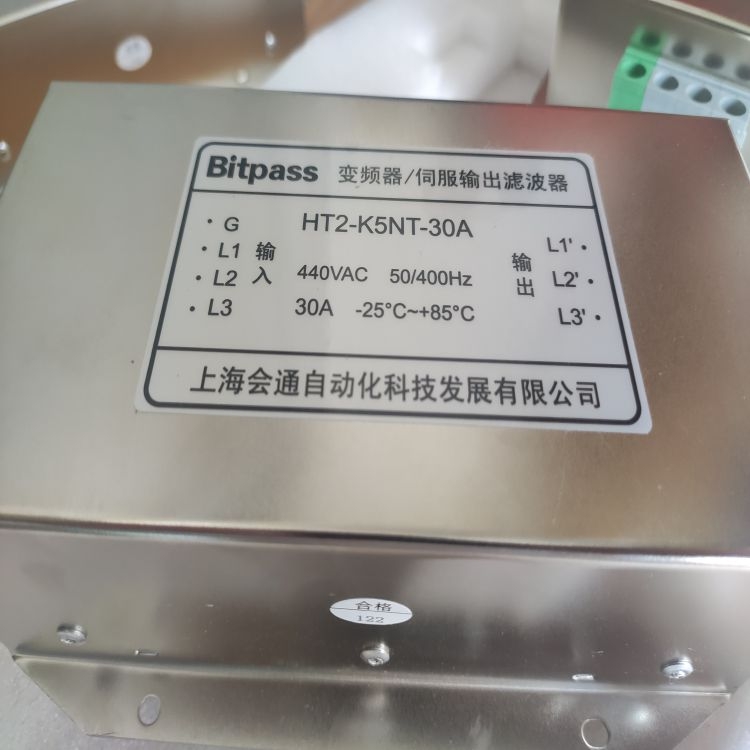 Bitpass 变频器/伺服输出滤波器
· G HT2-K5NT-30A L1' ·
· L1 输入 440VAC 50/400Hz 输出 L2' ·
· L2
· L3 30A -25°C~+85°C L3' ·
上海会通自动化科技发展有限公司
合格
122